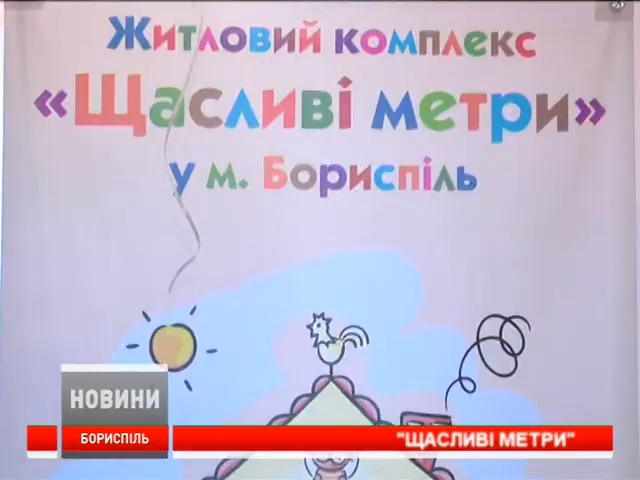 Житловий комплекс
«Щасливі метри»
у м. Бориспіль
НОВИНИ
БОРИСПІЛЬ
"ЩАСЛИВІ МЕТРИ"